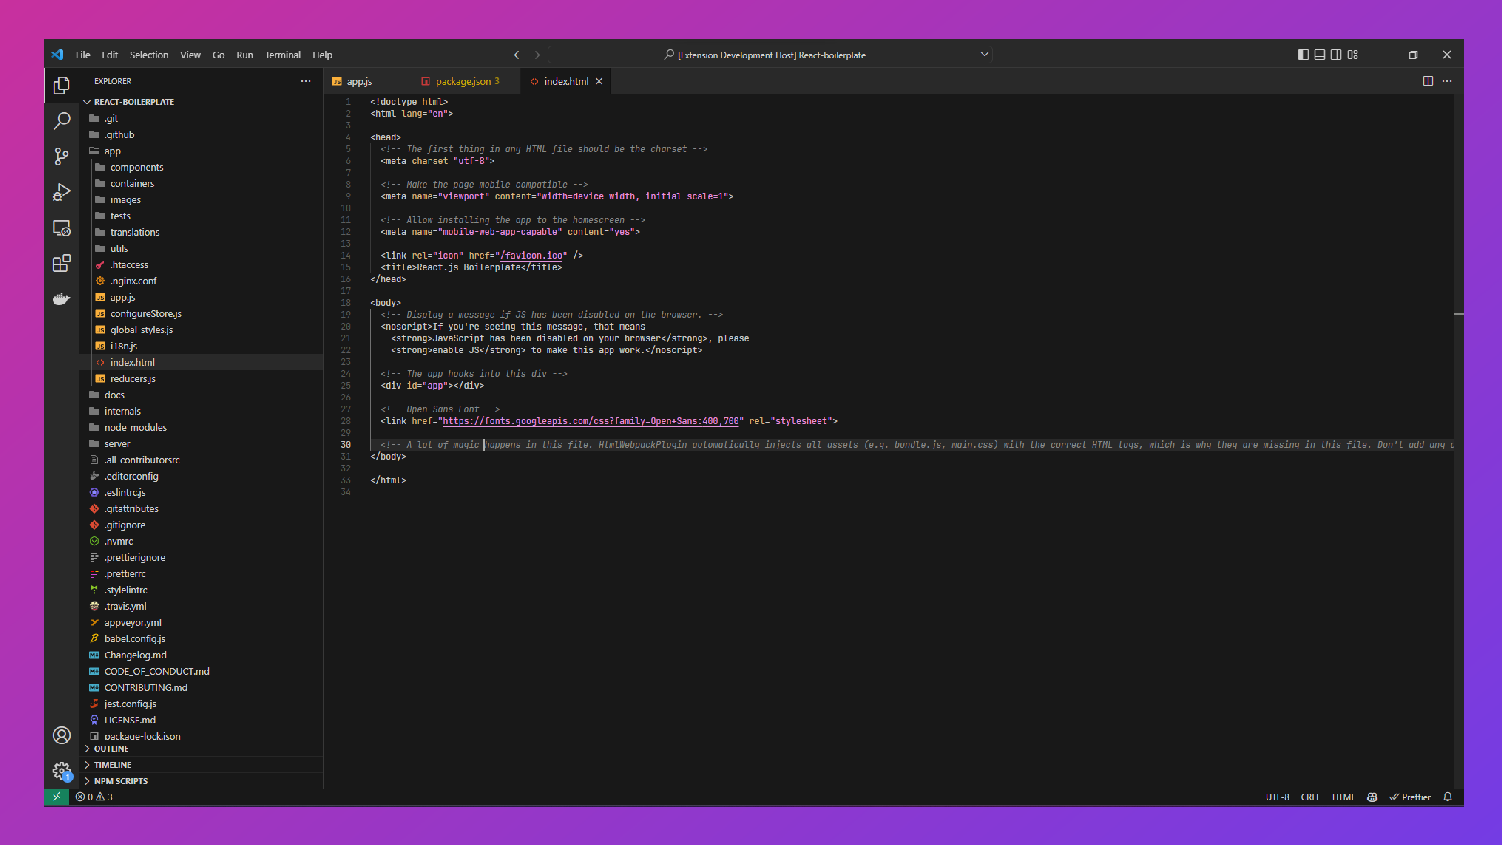 File Edit Selection View Go Run Terminal Help
[Extension Development Host] React-boilerplate
EXPLORER
REACT-BOILERPLATE
.git
.github
app
components
containers
images
tests
translations
utils
.htaccess
.nginx.conf
app.js
configureStore.js
global-styles.js
i18n.js
index.html
reducers.js
docs
internals
node_modules
server
.all-contributorsrc
.editorconfig
.eslintrc.js
.gitattributes
.gitignore
.nvmrc
.prettierignore
.prettierrc
.stylelintrc
.travis.yml
appveyor.yml
babel.config.js
Changelog.md
CODE_OF_CONDUCT.md
CONTRIBUTING.md
jest.config.js
LICENSE.md
package-lock.json
OUTLINE
TIMELINE
NPM SCRIPTS
app.js package.json 3 index.html
1 <!doctype html>
2 <html lang="en">
3
4 <head>
5 <!-- The first thing in any HTML file should be the charset -->
6 <meta charset="utf-8">
7
8 <!-- Make the page mobile compatible -->
9 <meta name="viewport" content="width=device-width, initial-scale=1">
10
11 <!-- Allow installing the app to the homescreen -->
12 <meta name="mobile-web-app-capable" content="yes">
13
14 <link rel="icon" href="/favicon.ico" />
15 <title>React.js Boilerplate</title>
16 </head>
17
18 <body>
19 <!-- Display a message if JS has been disabled on the browser. -->
20 <noscript>If you're seeing this message, that means
21 <strong>JavaScript has been disabled on your browser</strong>, please
22 <strong>enable JS</strong> to make this app work.</noscript>
23
24 <!-- The app hooks into this div -->
25 <div id="app"></div>
26
27 <!-- Open Sans Font -->
28 <link href="https://fonts.googleapis.com/css?family=Open+Sans:400,700" rel="stylesheet">
29
30 <!-- A lot of magic happens in this file. HtmlWebpackPlugin automatically injects all assets (e.g. bundle.js, main.css) with the correct HTML tags, which is why they are missing in this file. Don't add any
31 </body>
32
33 </html>
34
1
0 3
UTF-8 CRLF HTML Prettier